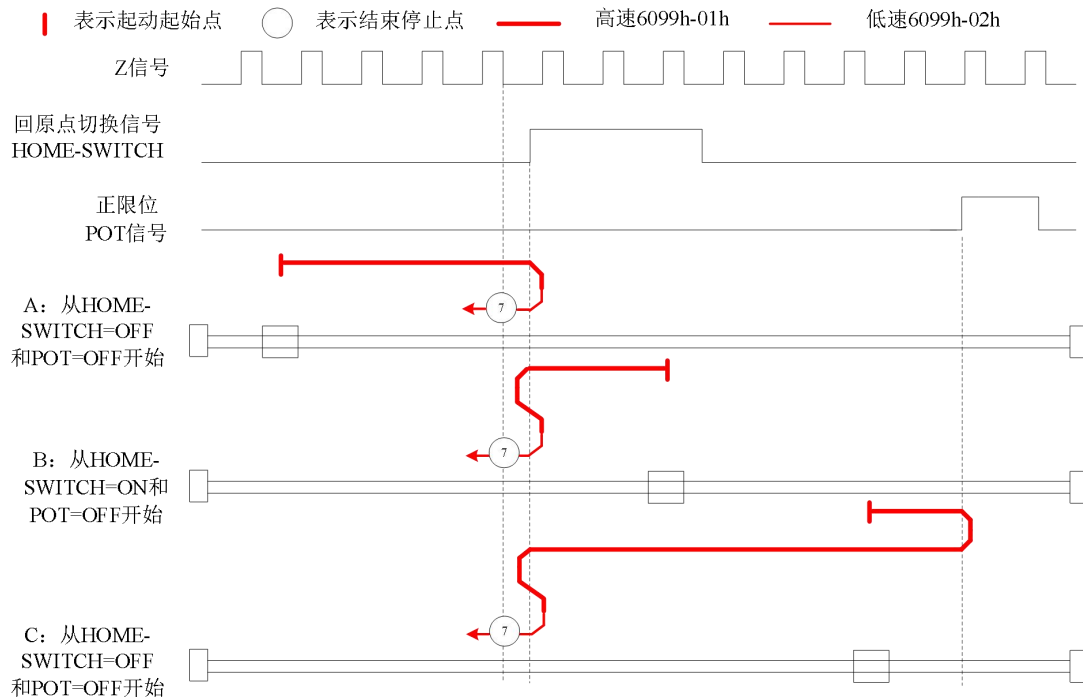 表示起动起始点
表示结束停止点
高速6099h-01h
低速6099h-02h
Z信号
回原点切换信号
HOME-SWITCH
正限位
POT信号
7
A：从HOME-
SWITCH=OFF
和POT=OFF开始
7
B：从HOME-
SWITCH=ON和
POT=OFF开始
7
C：从HOME-
SWITCH=OFF
和POT=OFF开始